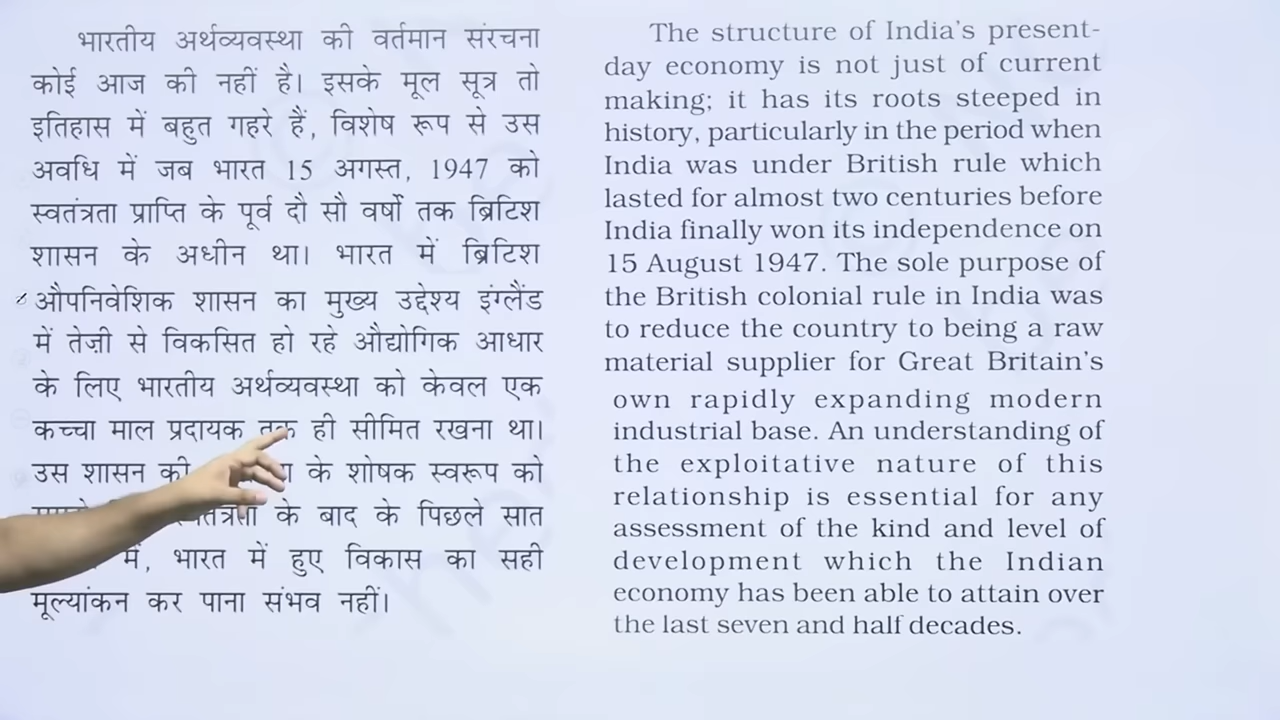 भारतीय अर्थव्यवस्था की वर्तमान संरचना
कोई आज की नहीं है। इसके मूल सूत्र तो
इतिहास में बहुत गहरे हैं, विशेष रूप से उस
अवधि में जब भारत 15 अगस्त, 1947 को
स्वतंत्रता प्राप्ति के पूर्व दौ सौ वर्षों तक ब्रिटिश
शासन के अधीन था। भारत में ब्रिटिश
औपनिवेशिक शासन का मुख्य उद्देश्य इंग्लैंड
में तेज़ी से विकसित हो रहे औद्योगिक आधार
के लिए भारतीय अर्थव्यवस्था को केवल एक
कच्चा माल प्रदायक तक ही सीमित रखना था।
उस शासन की के शोषक स्वरूप को
के बाद के पिछले सात
में, भारत में हुए विकास का सही
मूल्यांकन कर पाना संभव नहीं।
The structure of India's present-
day economy is not just of current
making; it has its roots steeped in
history, particularly in the period when
India was under British rule which
lasted for almost two centuries before
India finally won its independence on
15 August 1947. The sole purpose of
the British colonial rule in India was
to reduce the country to being a raw
material supplier for Great Britain's
own rapidly expanding modern
industrial base. An understanding of
the exploitative nature of this
relationship is essential for any
assessment of the kind and level of
development which the Indian
economy has been able to attain over
the last seven and half decades.